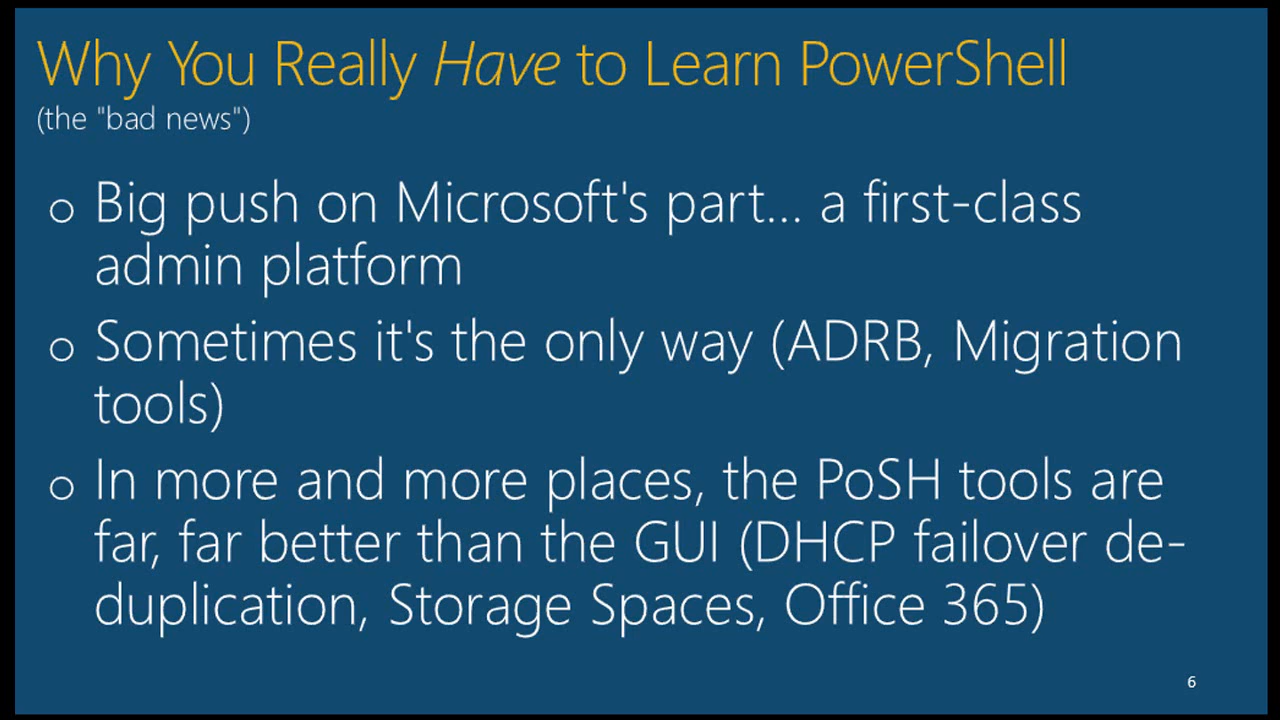 Why You Really Have to Learn PowerShell
(the "bad news")
o Big push on Microsoft's part... a first-class
admin platform
o Sometimes it's the only way (ADRB, Migration
tools)
o In more and more places, the PoSH tools are
far, far better than the GUI (DHCP failover de-
duplication, Storage Spaces, Office 365)
6